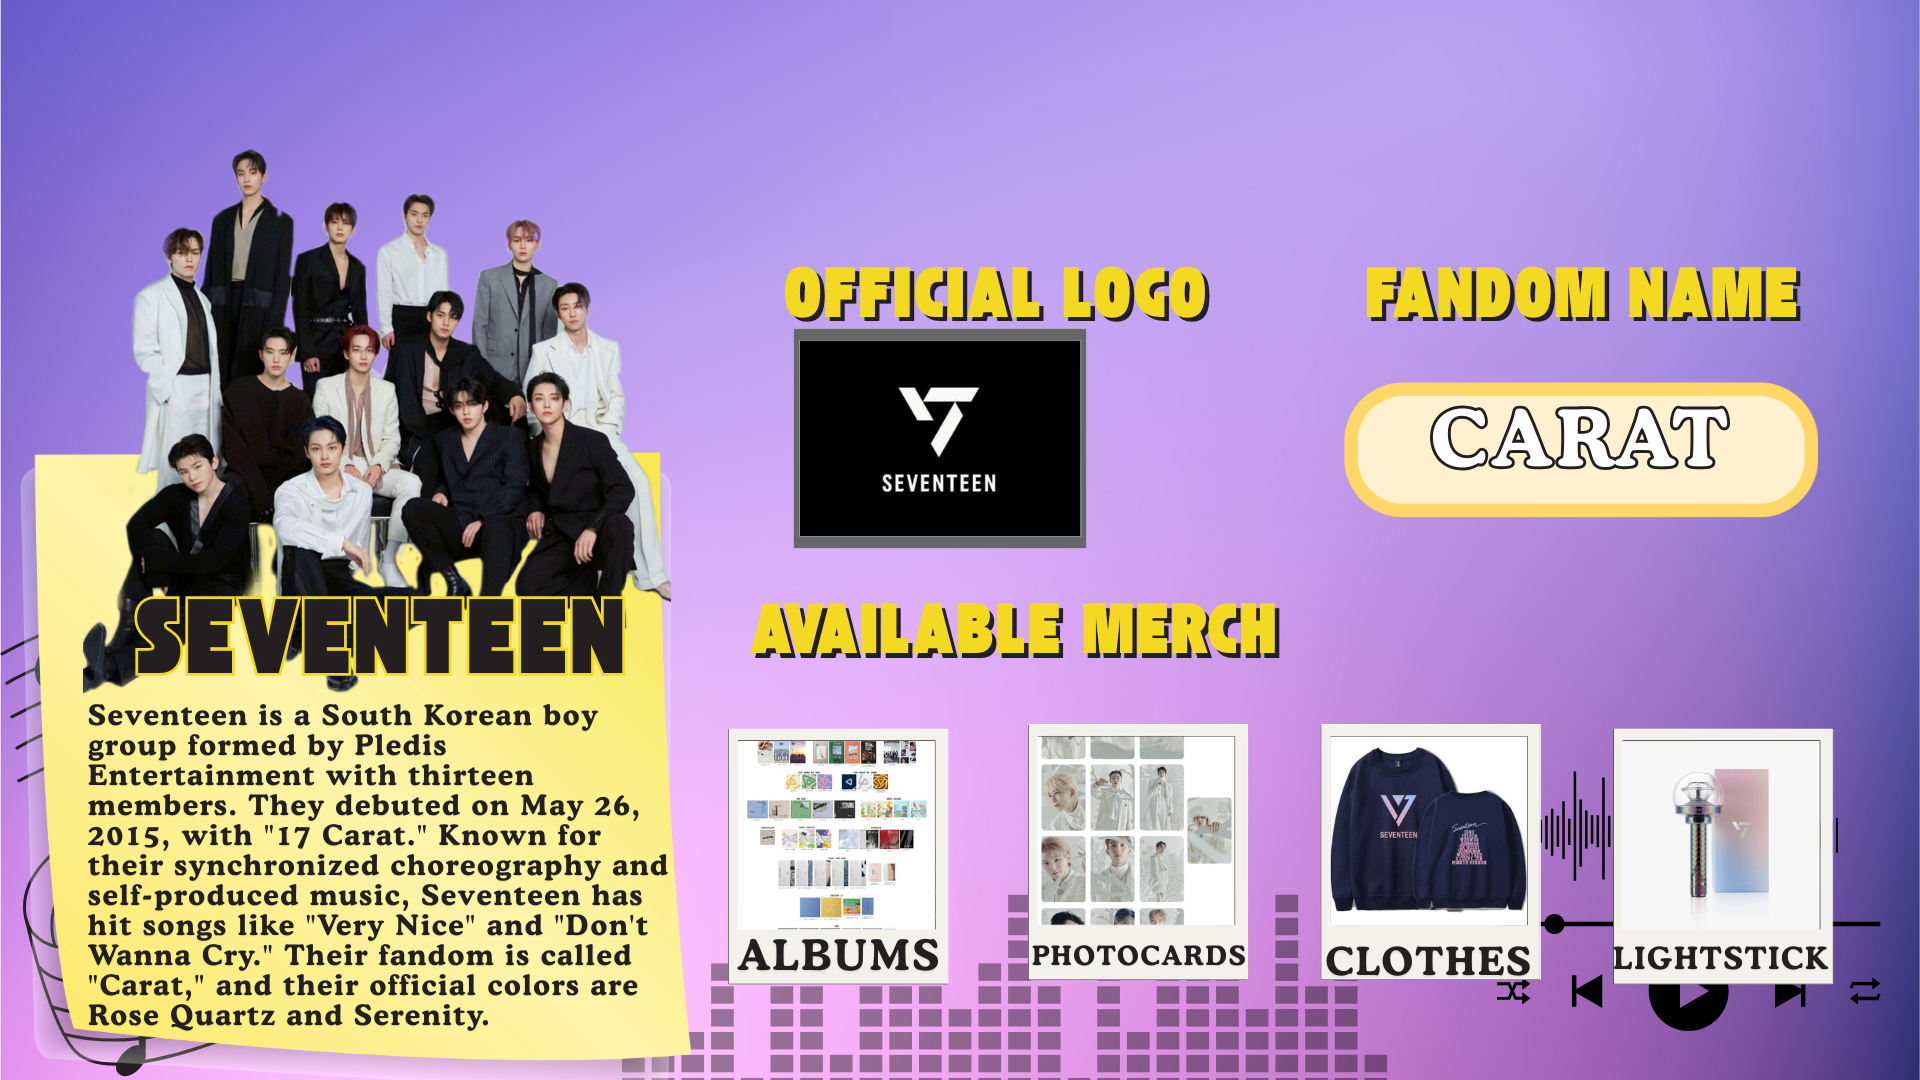 SEVENTEEN
Seventeen is a South Korean boy
group formed by Pledis
Entertainment with thirteen
members. They debuted on May 26,
2015, with "17 Carat." Known for
their synchronized choreography and
self-produced music, Seventeen has
hit songs like "Very Nice" and "Don't
Wanna Cry." Their fandom is called
"Carat," and their official colors are
Rose Quartz and Serenity.
OFFICIAL LOGO
SEVENTEEN
FANDOM NAME
CARAT
AVAILABLE MERCH
ALBUMS
PHOTOCARDS
SEVENTEEN
Seventeen
CLOTHES
LIGHTSTICK